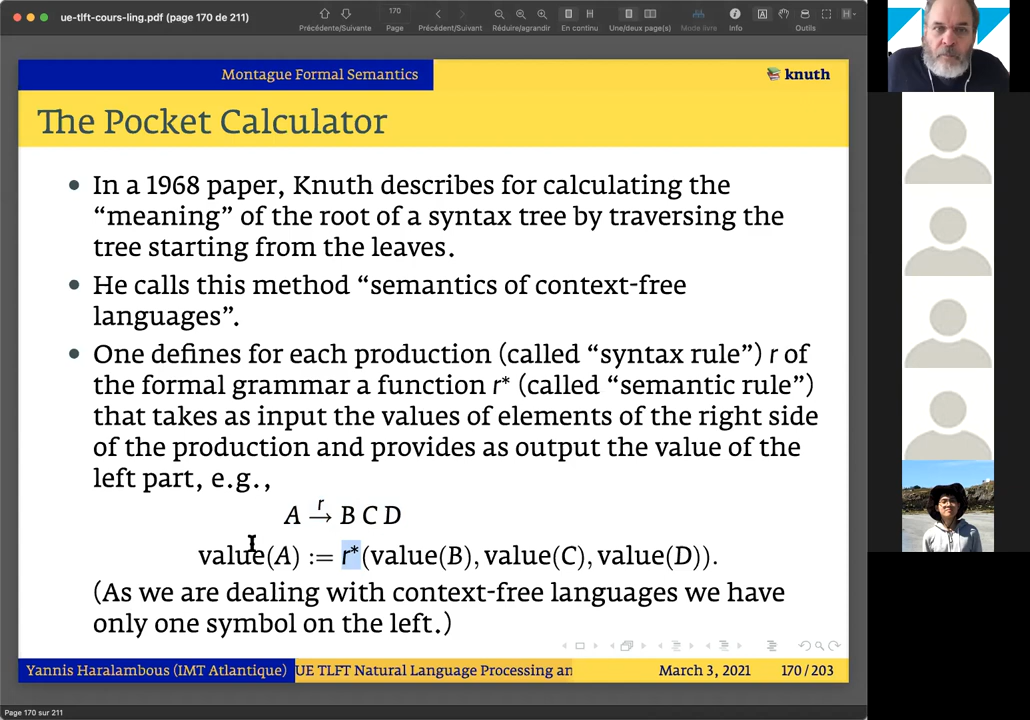 ue-tlft-cours-ling.pdf (page 170 de 211)
170
Précédente/Suivante
Page
Précédent/Suivant
Réduire/agrandir
En continu
Une/deux page(s)
Mode livre
Info
Outils
Montague Formal Semantics
knuth
The Pocket Calculator
• In a 1968 paper, Knuth describes for calculating the
“meaning” of the root of a syntax tree by traversing the
tree starting from the leaves.
• He calls this method “semantics of context-free
languages”.
• One defines for each production (called “syntax rule”) r of
the formal grammar a function r* (called “semantic rule”)
that takes as input the values of elements of the right side
of the production and provides as output the value of the
left part, e.g.,
r
A → B C D
value(A) := r*(value(B), value(C), value(D)).
(As we are dealing with context-free languages we have
only one symbol on the left.)
Yannis Haralambous (IMT Atlantique)
UE TLFT Natural Language Processing an
March 3, 2021
170 / 203
Page 170 sur 211